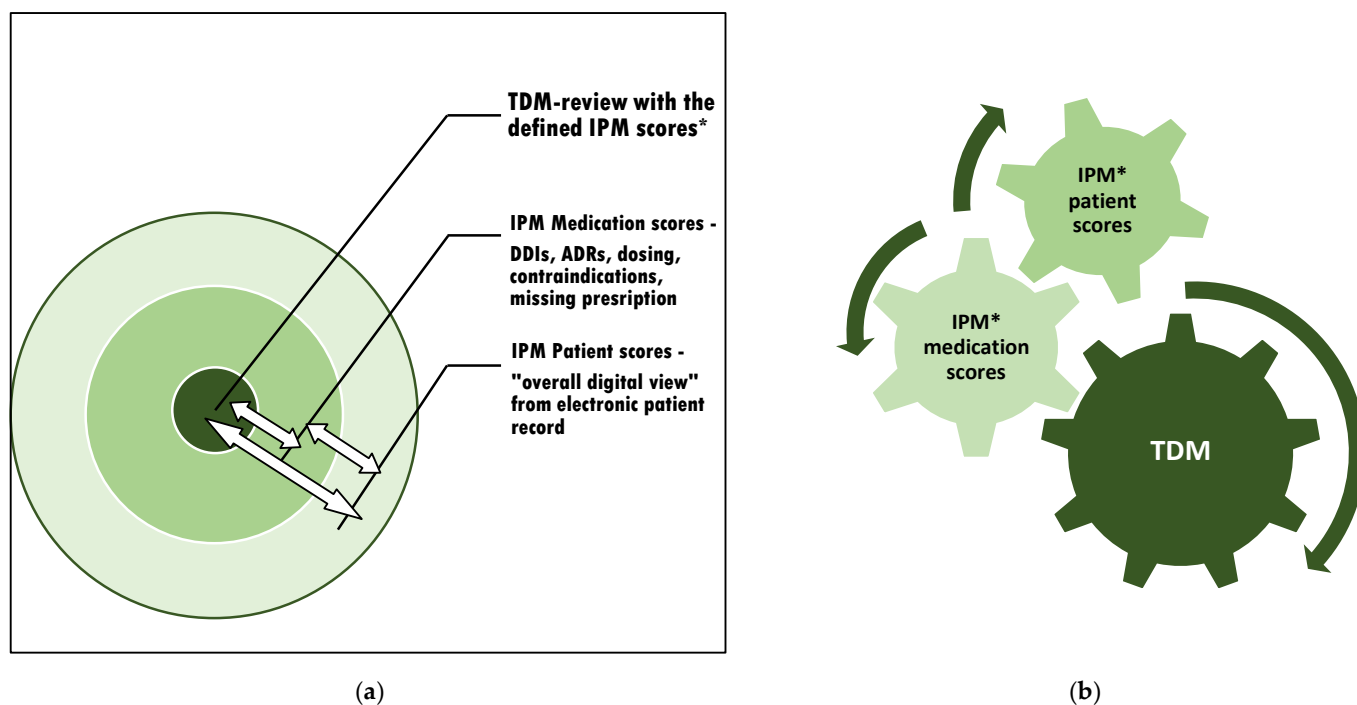 TDM-review with the
defined IPM scores*
IPM Medication scores -
DDIs, ADRs, dosing,
contraindications,
missing presription
IPM Patient scores -
"overall digital view"
from electronic patient
record
(a)
IPM*
patient
scores
IPM*
medication
scores
TDM
(b)